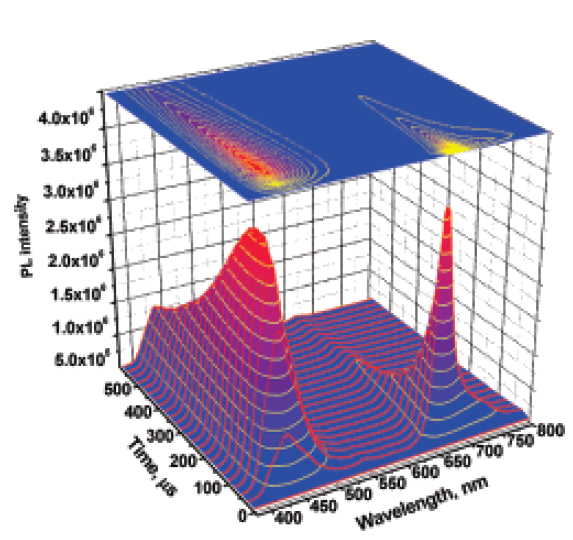 4.0x10⁶
3.5x10⁶
3.0x10⁶
2.5x10⁶
2.0x10⁶
1.5x10⁶
1.0x10⁶
5.0x10⁵
PL intensity
500
400
300
200
100
0
Time, µs
400
450
500
550
600
650
700
750
800
Wavelength, nm